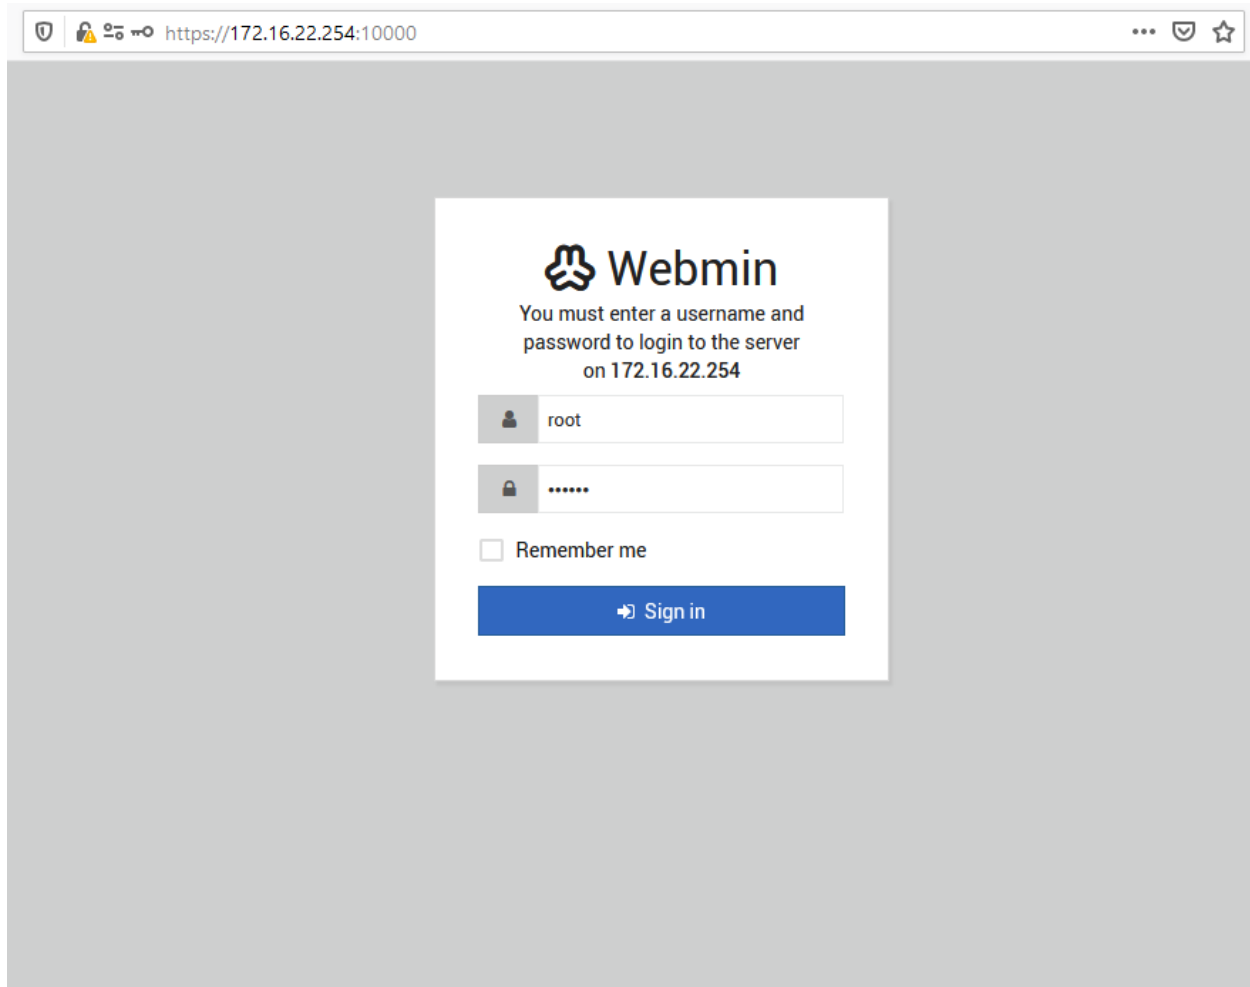 https://172.16.22.254:10000
Webmin
You must enter a username and
password to login to the server
on 172.16.22.254
root
••••••
Remember me
Sign in